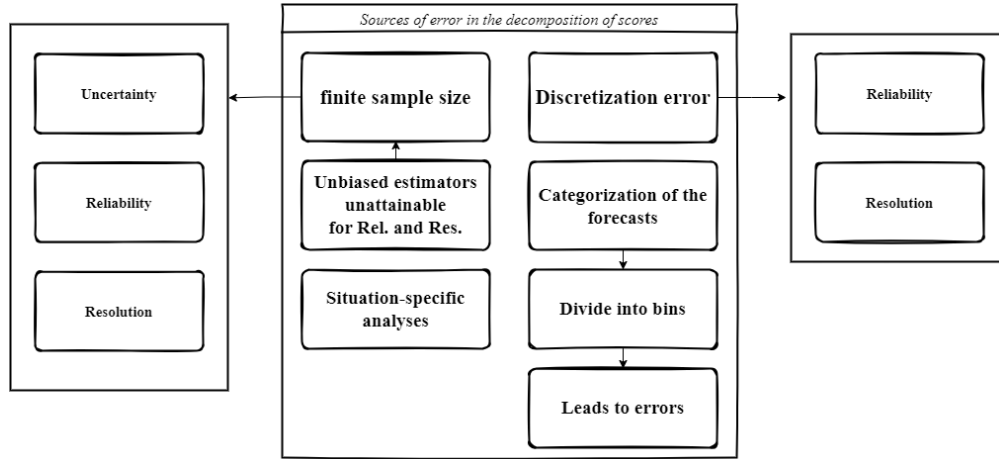 Sources of error in the decomposition of scores
Uncertainty
Reliability
Resolution
finite sample size
Unbiased estimators
unattainable
for Rel. and Res.
Situation-specific
analyses
Discretization error
Categorization of the
forecasts
Divide into bins
Leads to errors
Reliability
Resolution